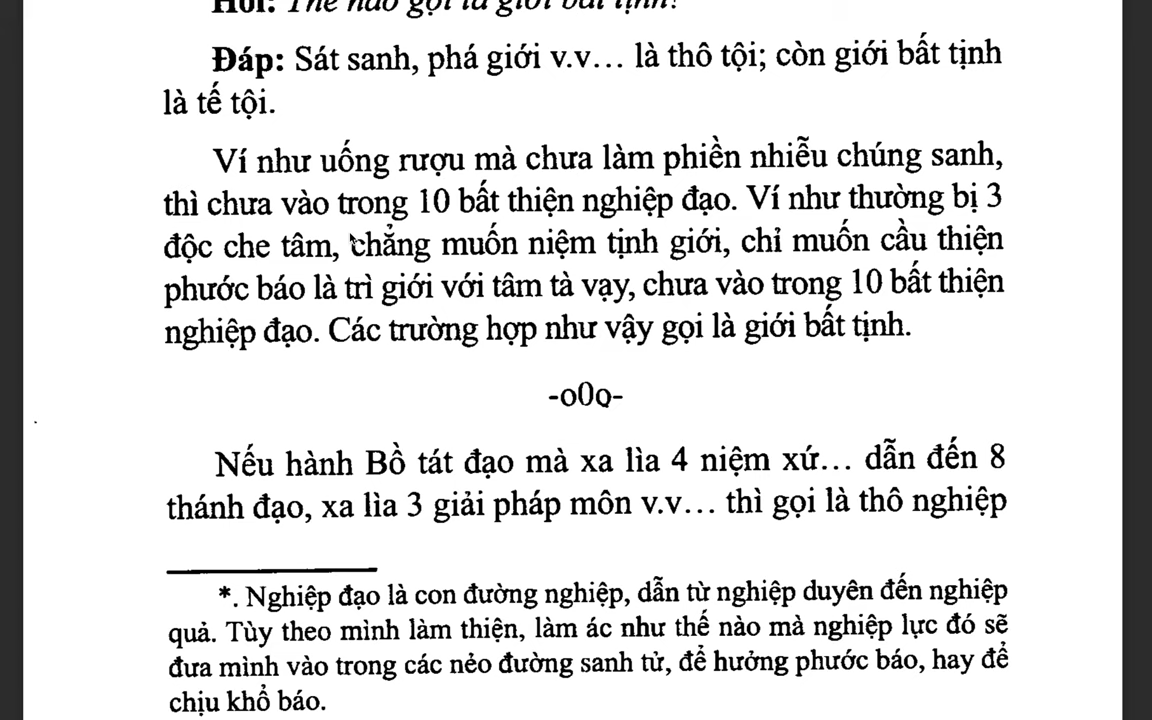 Hỏi: Thế nào gọi là giới bất tịnh?
Đáp: Sát sanh, phá giới v.v... là thô tội; còn giới bất tịnh
là tế tội.
Ví như uống rượu mà chưa làm phiền nhiễu chúng sanh,
thì chưa vào trong 10 bất thiện nghiệp đạo. Ví như thường bị 3
độc che tâm, chẳng muốn niệm tịnh giới, chỉ muốn cầu thiện
phước báo là trì giới với tâm tà vạy, chưa vào trong 10 bất thiện
nghiệp đạo. Các trường hợp như vậy gọi là giới bất tịnh.
-o0o-
Nếu hành Bồ tát đạo mà xa lìa 4 niệm xứ... dẫn đến 8
thánh đạo, xa lìa 3 giải pháp môn v.v... thì gọi là thô nghiệp
*. Nghiệp đạo là con đường nghiệp, dẫn từ nghiệp duyên đến nghiệp
quả. Tùy theo mình làm thiện, làm ác như thế nào mà nghiệp lực đó sẽ
đưa mình vào trong các nẻo đường sanh tử, để hưởng phước báo, hay để
chịu khổ báo.